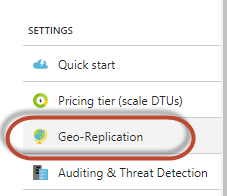 SETTINGS
Quick start
Pricing tier (scale DTUs)
Geo-Replication
Auditing & Threat Detection